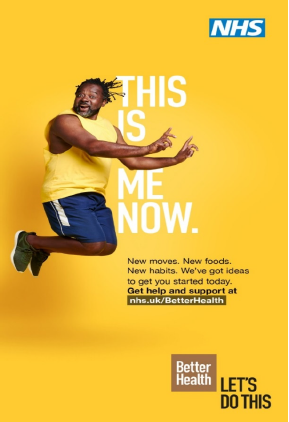 NHS
THIS
IS
ME
NOW.
New moves. New foods.
New habits. We've got ideas
to get you started today.
Get help and support at
nhs.uk/BetterHealth
Better
Health
LET'S
DO THIS